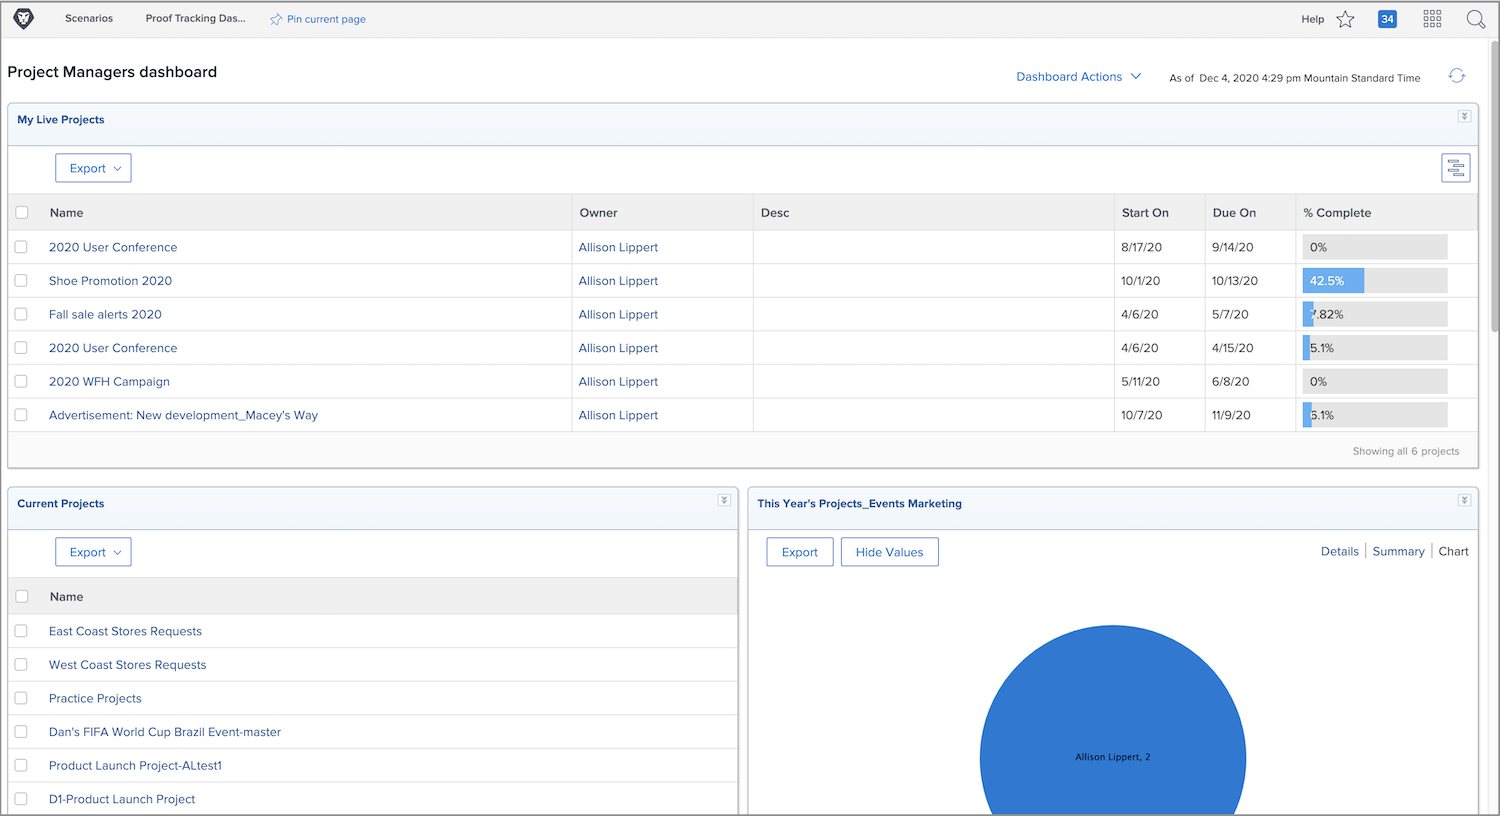 Scenarios Proof Tracking Das... Pin current page Help 34
Project Managers dashboard
Dashboard Actions As of Dec 4, 2020 4:29 pm Mountain Standard Time
My Live Projects
Export
Name Owner Desc Start On Due On % Complete
2020 User Conference Allison Lippert 8/17/20 9/14/20 0%
Shoe Promotion 2020 Allison Lippert 10/1/20 10/13/20 42.5%
Fall sale alerts 2020 Allison Lippert 4/6/20 5/7/20 7.82%
2020 User Conference Allison Lippert 4/6/20 4/15/20 5.1%
2020 WFH Campaign Allison Lippert 5/11/20 6/8/20 0%
Advertisement: New development_Macey's Way Allison Lippert 10/7/20 11/9/20 6.1%
Showing all 6 projects
Current Projects
Export
Name
East Coast Stores Requests
West Coast Stores Requests
Practice Projects
Dan's FIFA World Cup Brazil Event-master
Product Launch Project-ALtest1
D1-Product Launch Project
This Year's Projects_Events Marketing
Export Hide Values Details Summary Chart
Allison Lippert, 2